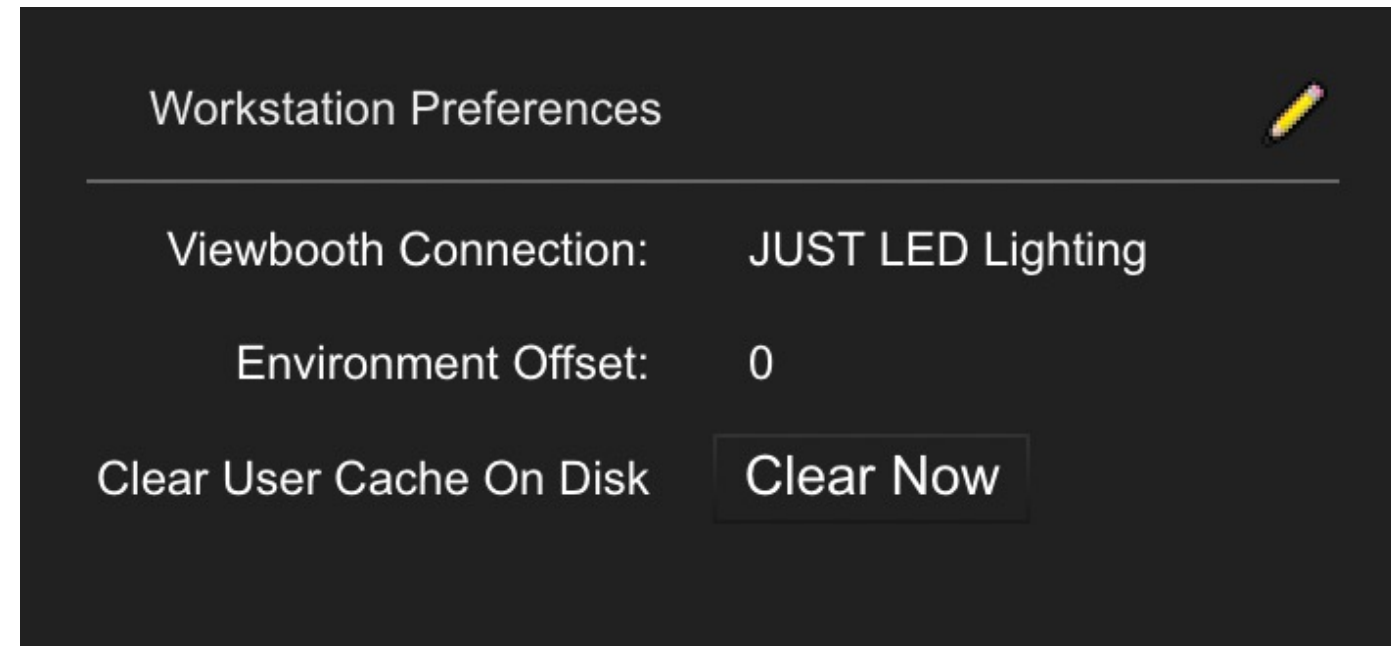 Workstation Preferences
Viewbooth Connection: JUST LED Lighting
Environment Offset: 0
Clear User Cache On Disk Clear Now